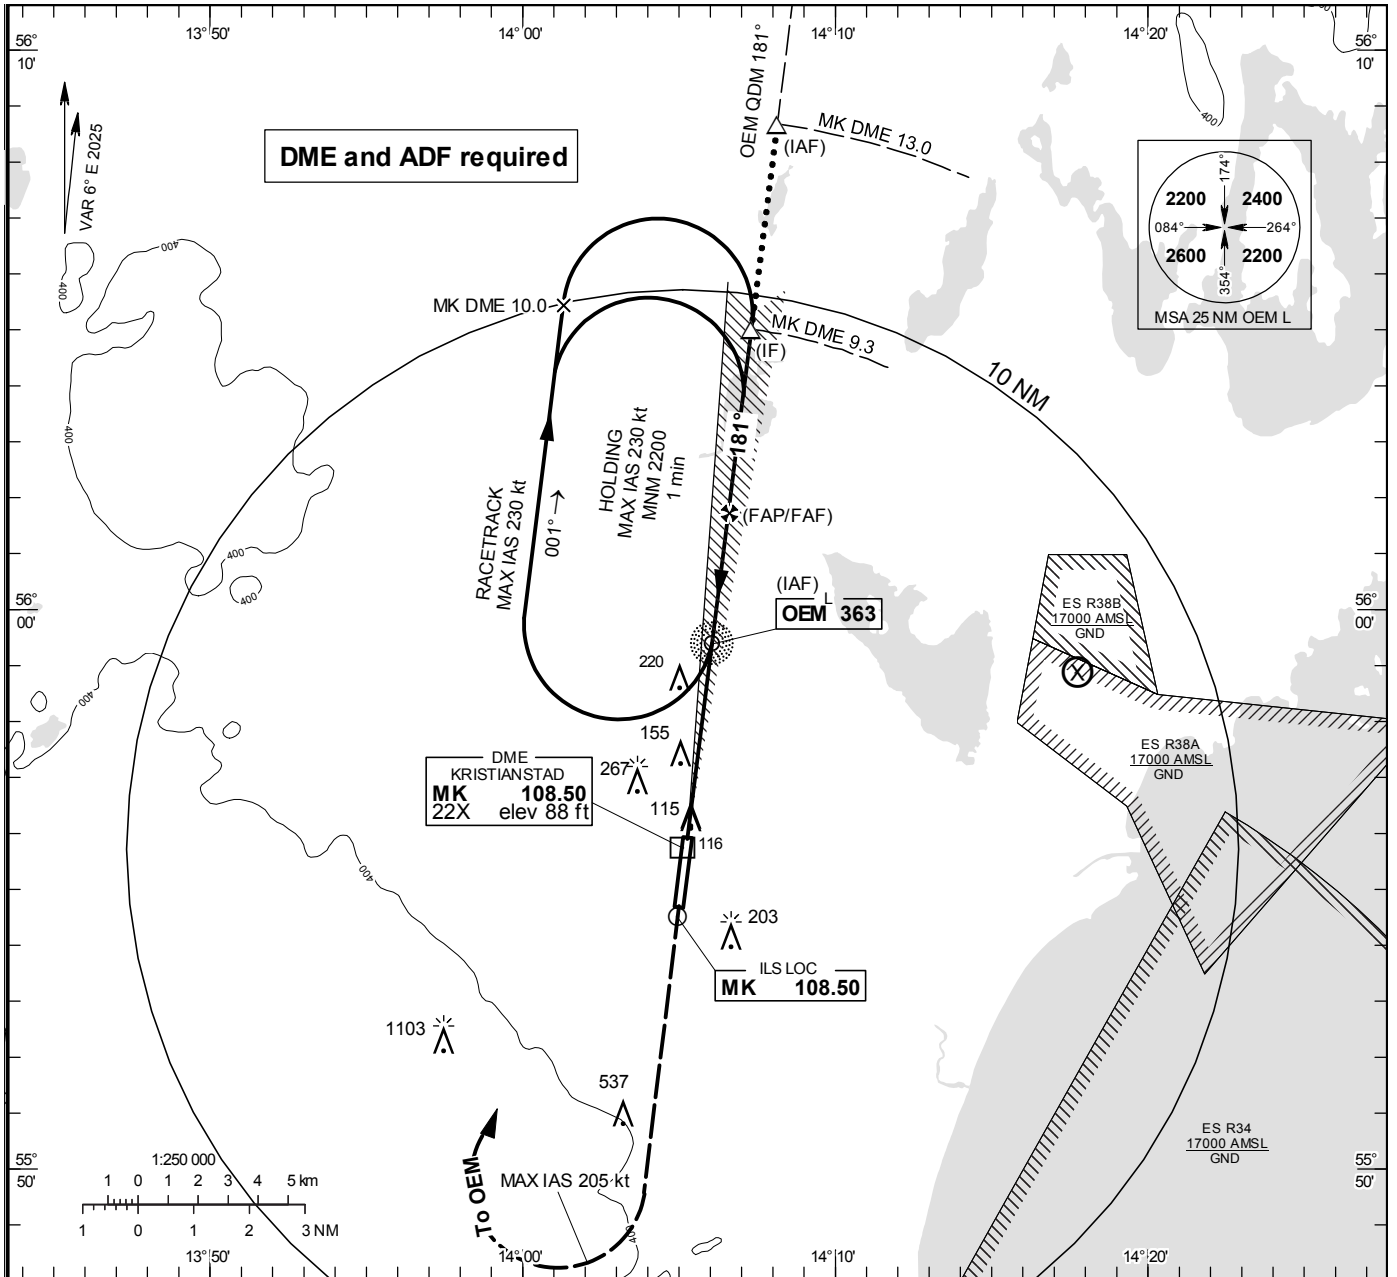 13°50'
14°00'
14°10'
14°20'
56°
10'
56°
10'
VAR 6° E 2025
DME and ADF required
OEM QDM 181°
MK DME 13.0
(IAF)
400
174°
2200
2400
084°
264°
2600
2200
354°
MSA 25 NM OEM L
400
400
MK DME 10.0
MK DME 9.3
(IF)
10 NM
400
181°
HOLDING
MAX IAS 230 kt
MNM 2200
1 min
RACETRACK
MAX IAS 230 kt
001° →
(FAP/FAF)
400
400
(IAF)
L
OEM 363
56°
00'
56°
00'
ES R38B
17000 AMSL
GND
220
400
155
267
DME
KRISTIANSTAD
MK 108.50
22X elev 88 ft
115
116
ES R38A
17000 AMSL
GND
400
203
ILS LOC
MK 108.50
1103
537
ES R34
17000 AMSL
GND
55°
50'
55°
50'
1:250 000
1 0 1 2 3 4 5 km
1 0 1 2 3 NM
To OEM
MAX IAS 205 kt
400
13°50'
14°00'
14°10'
14°20'